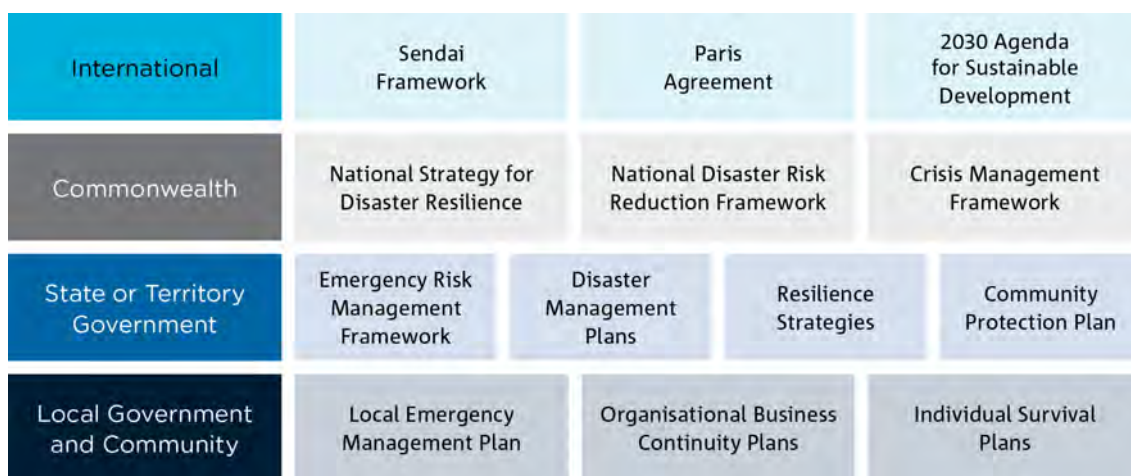 International
Sendai
Framework
Paris
Agreement
2030 Agenda
for Sustainable
Development
Commonwealth
National Strategy for
Disaster Resilience
National Disaster Risk
Reduction Framework
Crisis Management
Framework
State or Territory
Government
Emergency Risk
Management
Framework
Disaster
Management
Plans
Resilience
Strategies
Community
Protection Plan
Local Government
and Community
Local Emergency
Management Plan
Organisational Business
Continuity Plans
Individual Survival
Plans